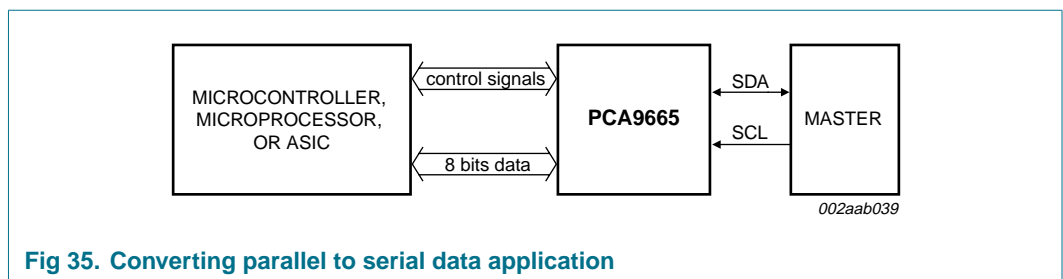 MICROCONTROLLER,
MICROPROCESSOR,
OR ASIC
control signals
8 bits data
PCA9665
SDA
SCL
MASTER
002aab039
Fig 35. Converting parallel to serial data application